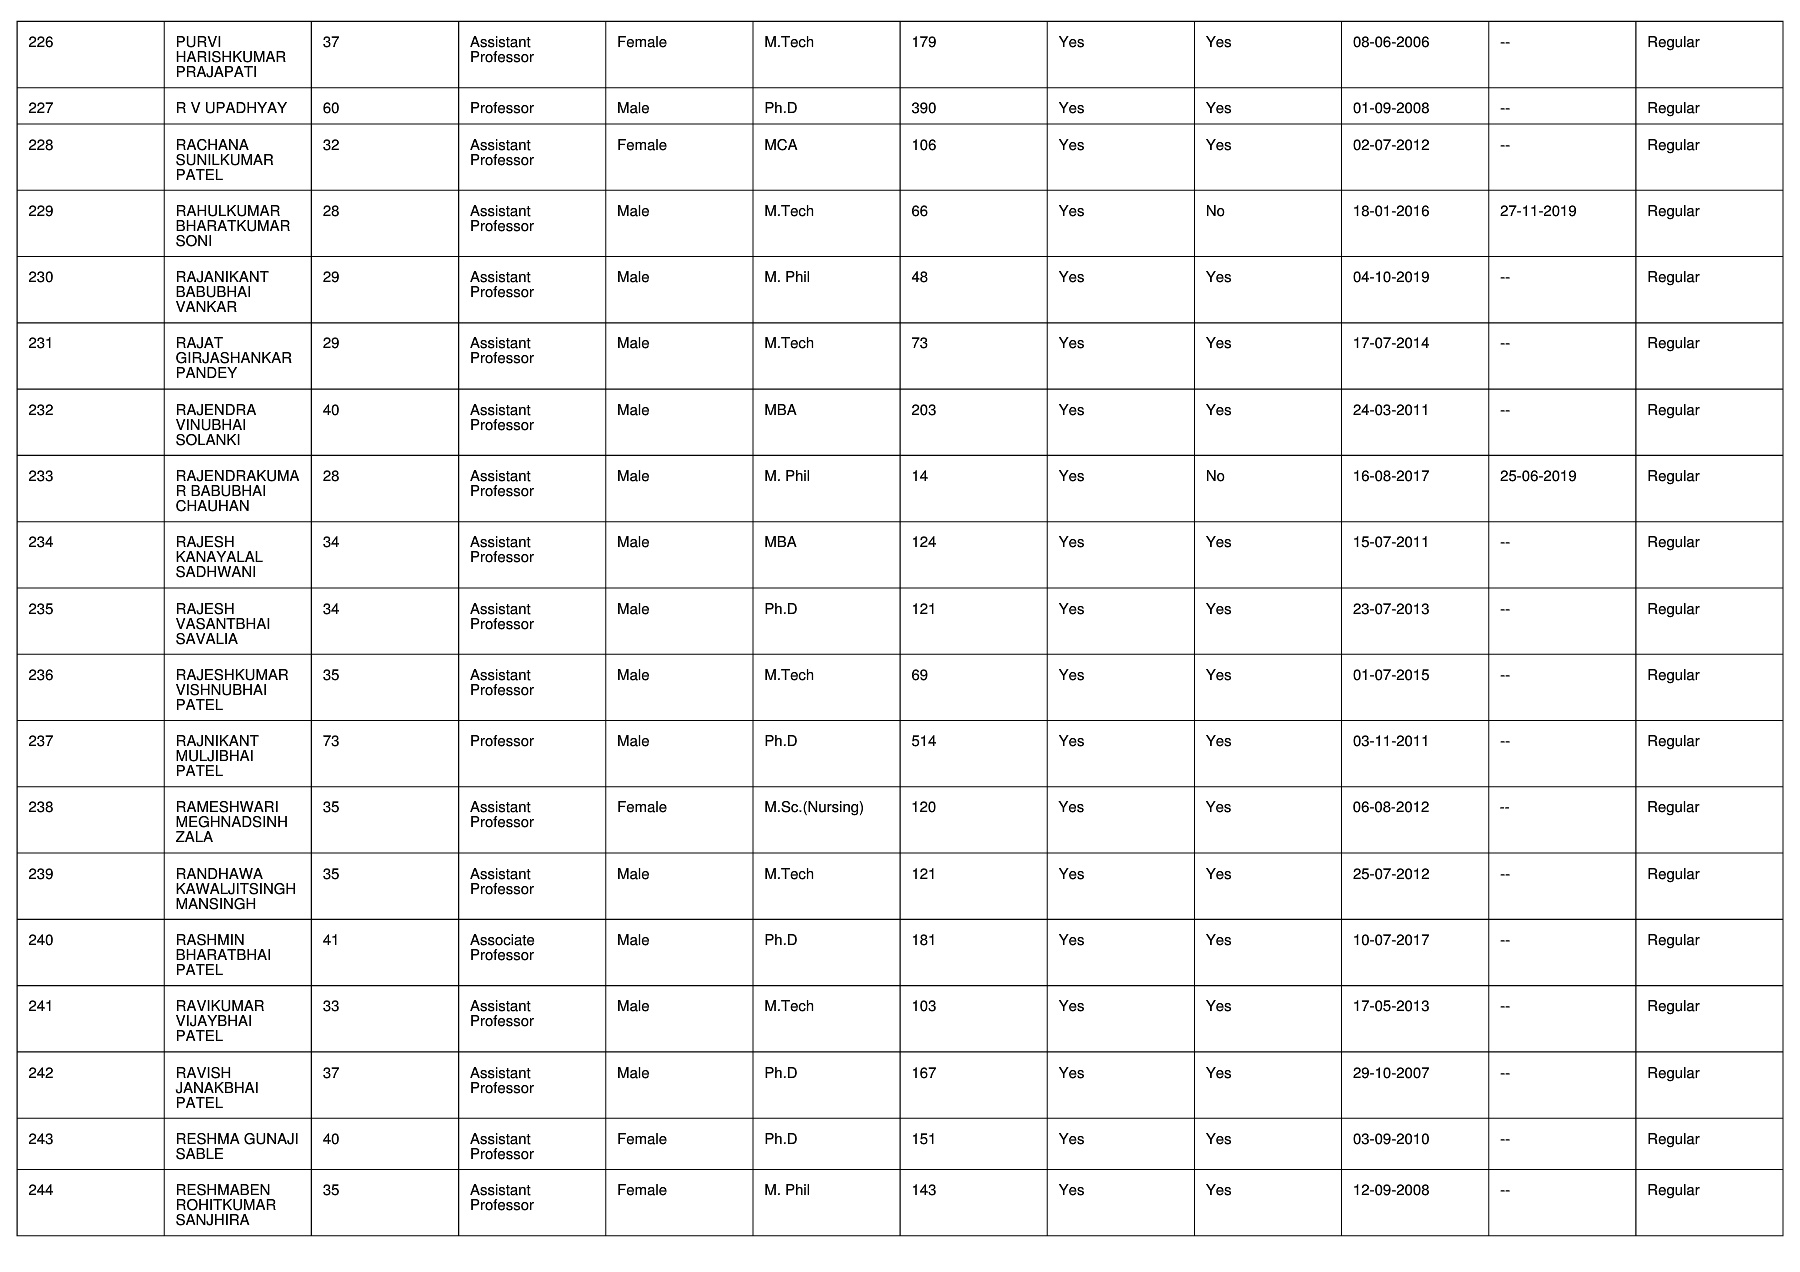 226 PURVI 37 Assistant Female M.Tech 179 Yes Yes 08-06-2006 -- Regular
HARISHKUMAR Professor
PRAJAPATI
227 R V UPADHYAY 60 Professor Male Ph.D 390 Yes Yes 01-09-2008 -- Regular
228 RACHANA 32 Assistant Female MCA 106 Yes Yes 02-07-2012 -- Regular
SUNILKUMAR Professor
PATEL
229 RAHULKUMAR 28 Assistant Male M.Tech 66 Yes No 18-01-2016 27-11-2019 Regular
BHARATKUMAR Professor
SONI
230 RAJANIKANT 29 Assistant Male M. Phil 48 Yes Yes 04-10-2019 -- Regular
BABUBHAI Professor
VANKAR
231 RAJAT 29 Assistant Male M.Tech 73 Yes Yes 17-07-2014 -- Regular
GIRJASHANKAR Professor
PANDEY
232 RAJENDRA 40 Assistant Male MBA 203 Yes Yes 24-03-2011 -- Regular
VINUBHAI Professor
SOLANKI
233 RAJENDRAKUMA 28 Assistant Male M. Phil 14 Yes No 16-08-2017 25-06-2019 Regular
R BABUBHAI Professor
CHAUHAN
234 RAJESH 34 Assistant Male MBA 124 Yes Yes 15-07-2011 -- Regular
KANAYALAL Professor
SADHWANI
235 RAJESH 34 Assistant Male Ph.D 121 Yes Yes 23-07-2013 -- Regular
VASANTBHAI Professor
SAVALIA
236 RAJESHKUMAR 35 Assistant Male M.Tech 69 Yes Yes 01-07-2015 -- Regular
VISHNUBHAI Professor
PATEL
237 RAJNIKANT 73 Professor Male Ph.D 514 Yes Yes 03-11-2011 -- Regular
MULJIBHAI
PATEL
238 RAMESHWARI 35 Assistant Female M.Sc.(Nursing) 120 Yes Yes 06-08-2012 -- Regular
MEGHNADSINH Professor
ZALA
239 RANDHAWA 35 Assistant Male M.Tech 121 Yes Yes 25-07-2012 -- Regular
KAWALJITSINGH Professor
MANSINGH
240 RASHMIN 41 Associate Male Ph.D 181 Yes Yes 10-07-2017 -- Regular
BHARATBHAI Professor
PATEL
241 RAVIKUMAR 33 Assistant Male M.Tech 103 Yes Yes 17-05-2013 -- Regular
VIJAYBHAI Professor
PATEL
242 RAVISH 37 Assistant Male Ph.D 167 Yes Yes 29-10-2007 -- Regular
JANAKBHAI Professor
PATEL
243 RESHMA GUNAJI 40 Assistant Female Ph.D 151 Yes Yes 03-09-2010 -- Regular
SABLE Professor
244 RESHMABEN 35 Assistant Female M. Phil 143 Yes Yes 12-09-2008 -- Regular
ROHITKUMAR Professor
SANJHIRA